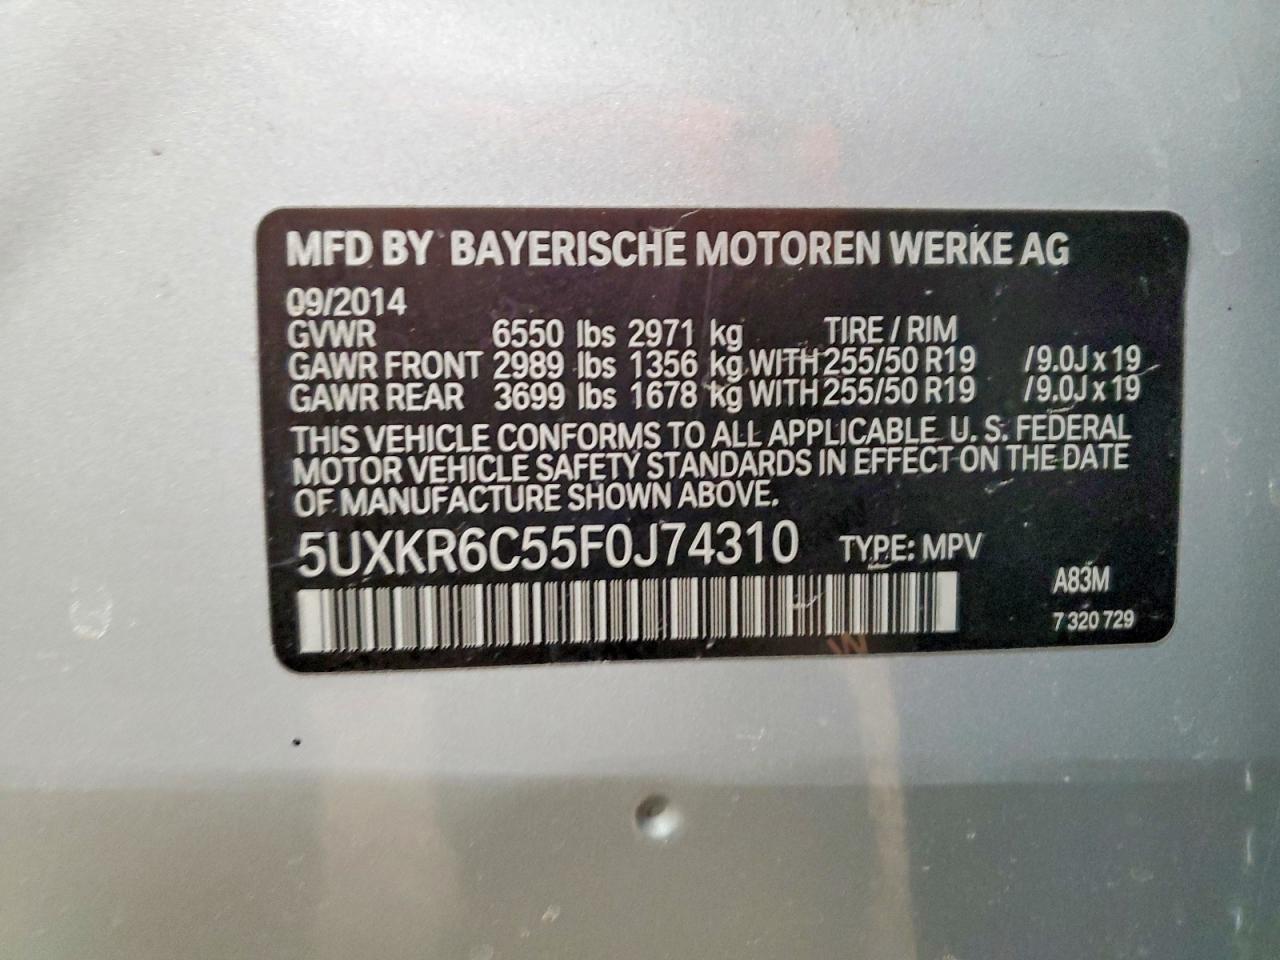 MFD BY BAYERISCHE MOTOREN WERKE AG
09/2014
GVWR 6550 lbs 2971 kg TIRE / RIM
GAWR FRONT 2989 lbs 1356 kg WITH 255/50 R19 /9.0J x 19
GAWR REAR 3699 lbs 1678 kg WITH 255/50 R19 /9.0J x 19
THIS VEHICLE CONFORMS TO ALL APPLICABLE U. S. FEDERAL
MOTOR VEHICLE SAFETY STANDARDS IN EFFECT ON THE DATE
OF MANUFACTURE SHOWN ABOVE.
5UXKR6C55F0J74310 TYPE: MPV
A83M
7 320 729